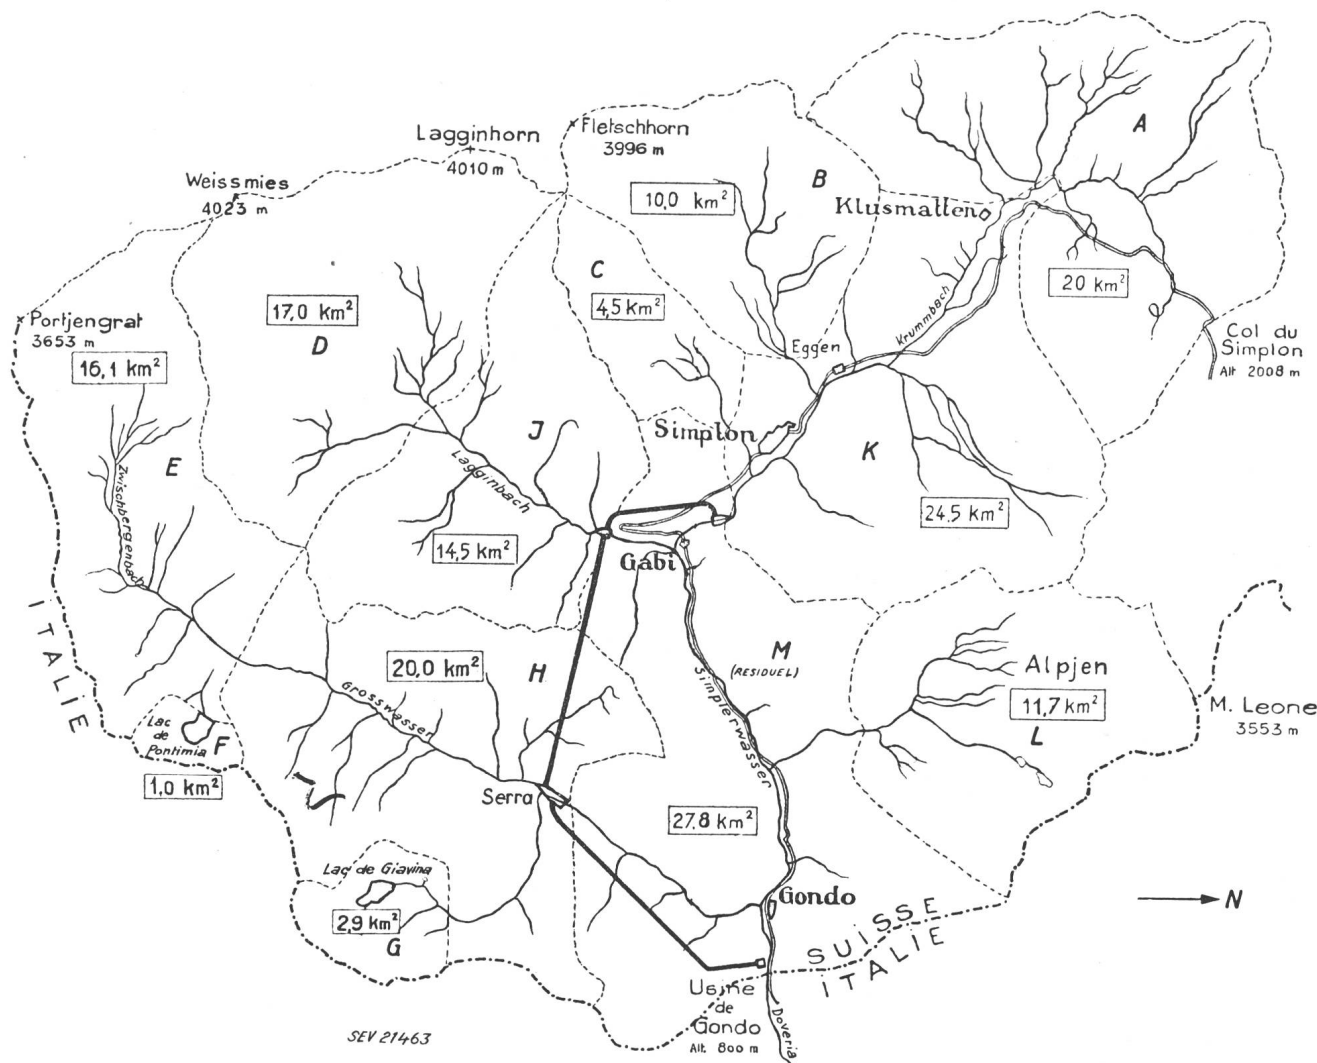 A
Fletschhorn
3996 m
Lagginhorn
4010 m
B
Weissmies
4023 m
10,0 km²
Klusmatten
C
20 km²
17,0 km²
4,5 km²
D
Portjengrat
3653 m
Krummbach
Eggen
Col du
Simplon
Alt 2008 m
16,1 km²
J
Simplon
K
E
Zwischbergenbach
Lagginbach
24,5 km²
14,5 km²
Gabi
ITALIE
H
20,0 km²
M
(RESIDUEL)
Alpjen
11,7 km²
L
M. Leone
3553 m
Grosswasser
Simplerwasser
Lac
de
Pontimia
F
1,0 km²
Serra
27,8 km²
Lac de Giavina
2,9 km²
G
Gondo
N
SUISSE
ITALIE
Usine
de
Gondo
Alt. 800 m
Doveria
SEV 21463